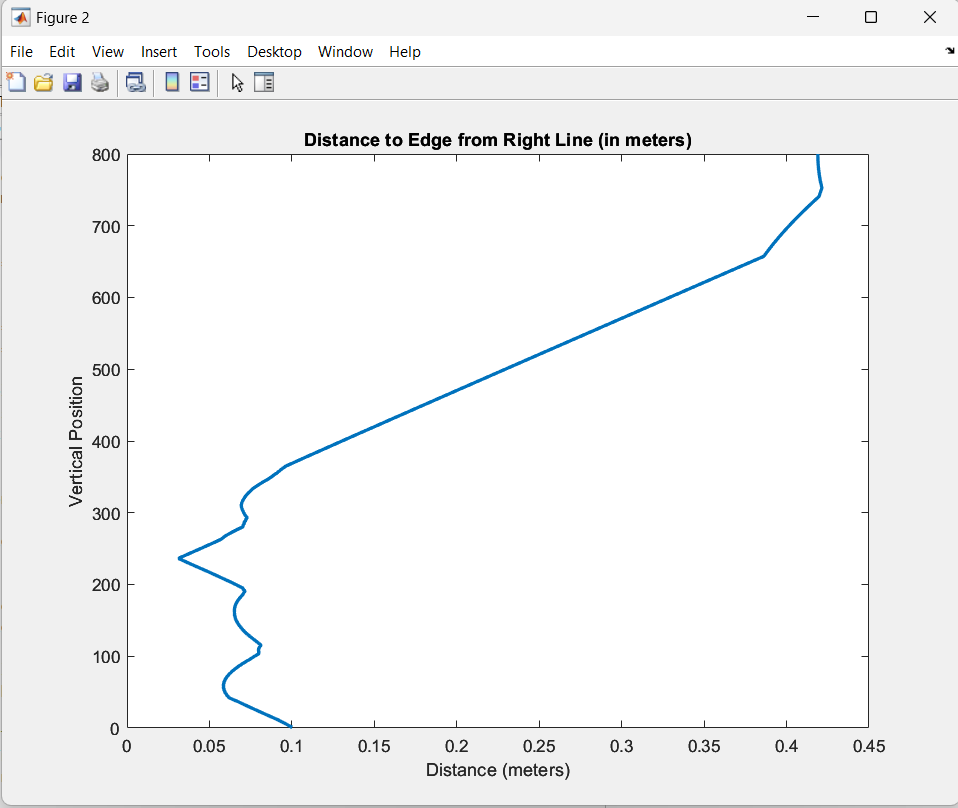 Figure 2
File Edit View Insert Tools Desktop Window Help
Distance to Edge from Right Line (in meters)
800
700
600
500
400
300
200
100
0
Vertical Position
0 0.05 0.1 0.15 0.2 0.25 0.3 0.35 0.4 0.45
Distance (meters)